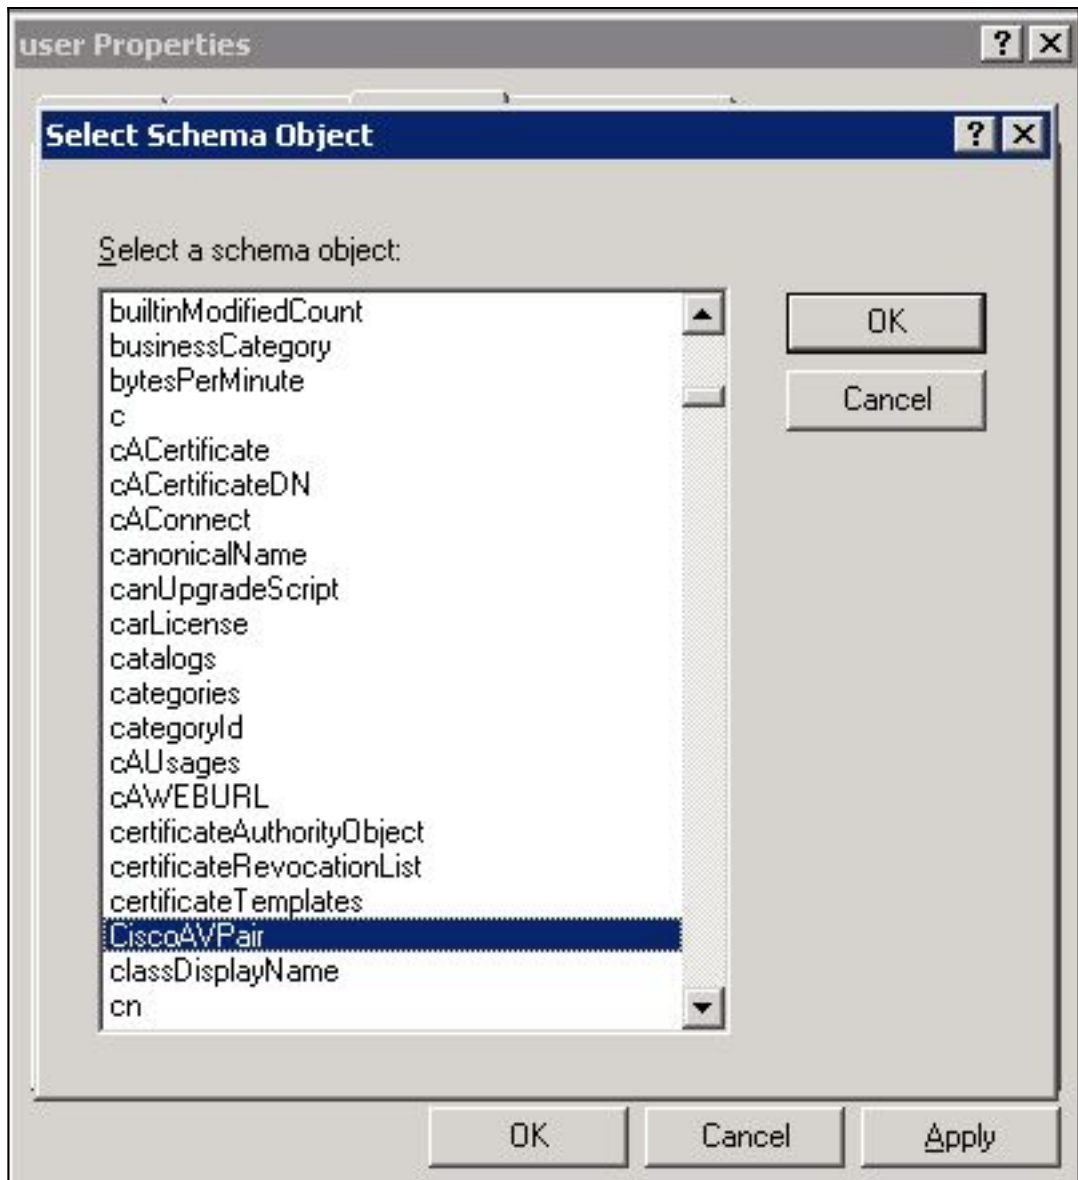 user Properties
Select Schema Object
Select a schema object:
builtinModifiedCount
businessCategory
bytesPerMinute
c
cACertificate
cACertificateDN
cAConnect
canonicalName
canUpgradeScript
carLicense
catalogs
categories
categoryId
cAUsages
cAWEBURL
certificateAuthorityObject
certificateRevocationList
certificateTemplates
CiscoAVPair
classDisplayName
cn
OK
Cancel
OK
Cancel
Apply